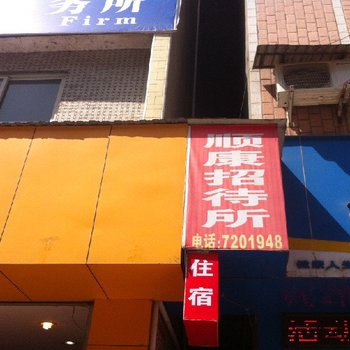 务所
Firm
顺康招待所
电话:7201948
住宿